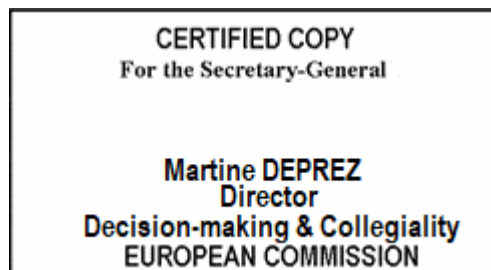 CERTIFIED COPY
For the Secretary-General
Martine DEPREZ
Director
Decision-making & Collegiality
EUROPEAN COMMISSION